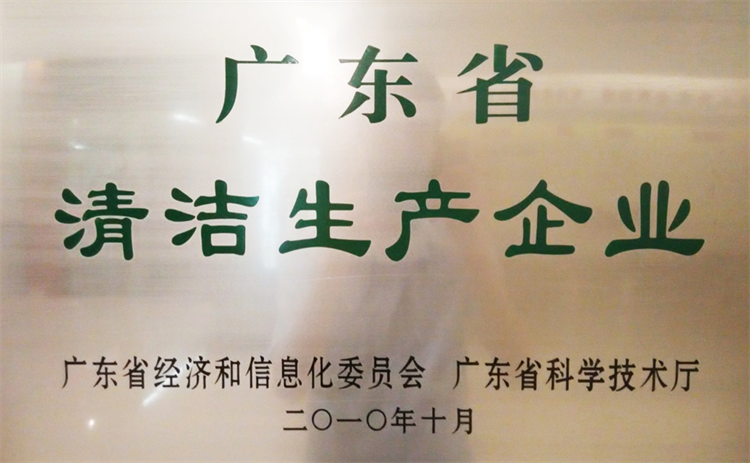 广东省
清洁生产企业
广东省经济和信息化委员会 广东省科学技术厅
二〇一〇年十月